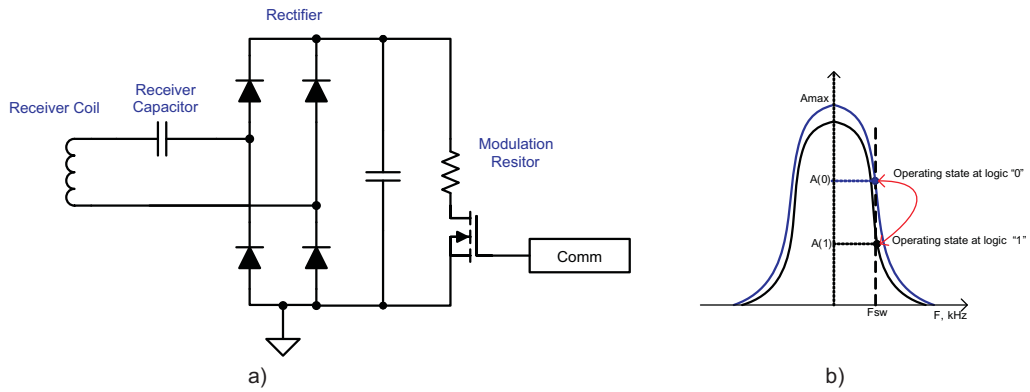 Rectifier
Receiver
Capacitor
Receiver Coil
Modulation
Resitor
Comm
a)
Amax
A(0)
Operating state at logic “0”
A(1)
Operating state at logic “1”
Fsw
F, kHz
b)